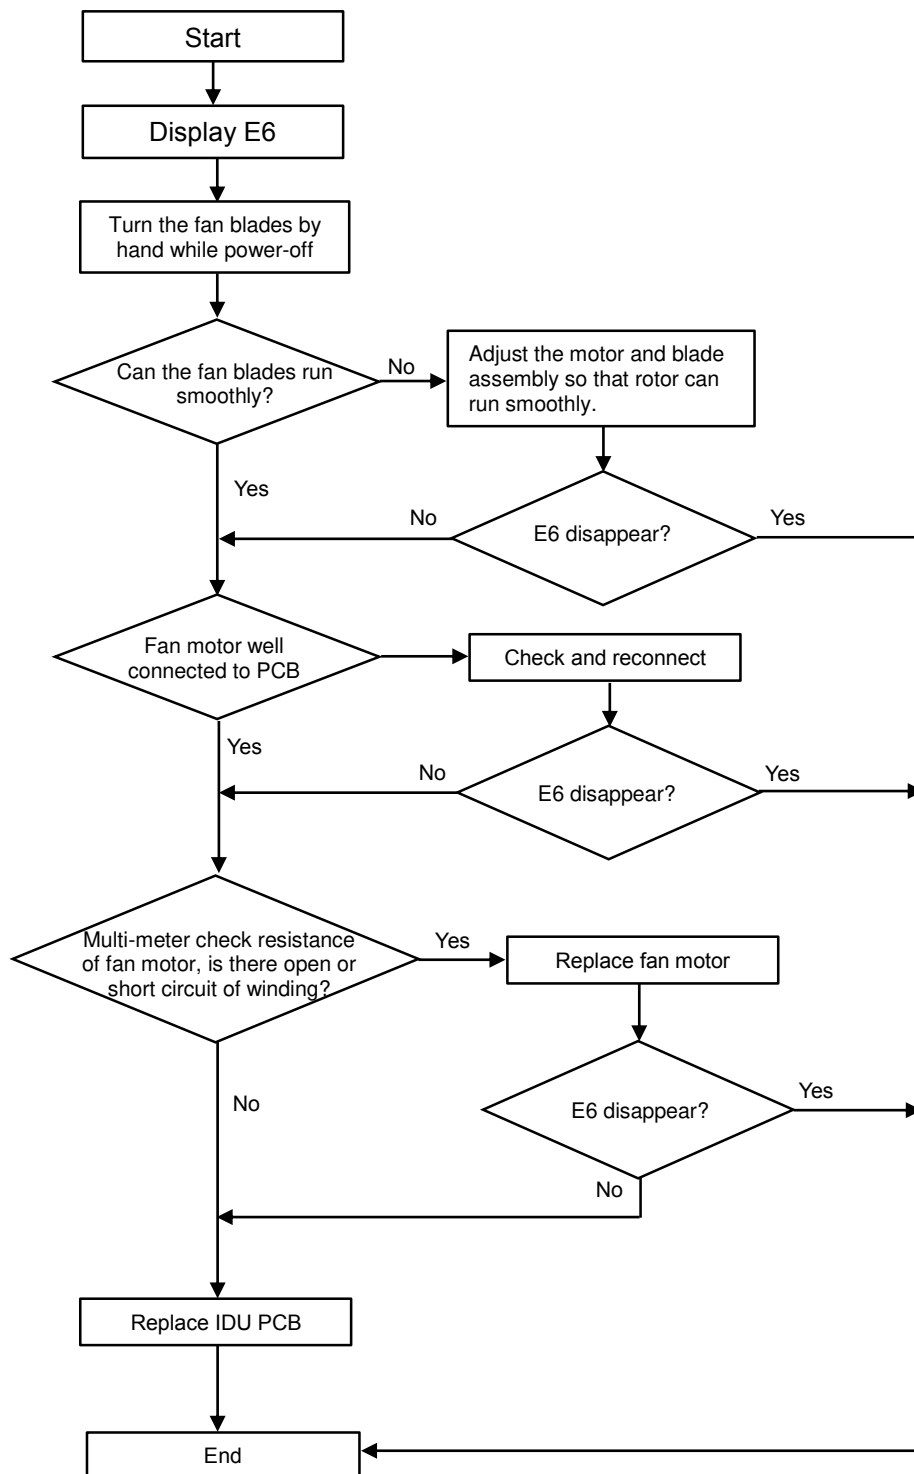 Start
Display E6
Turn the fan blades by
hand while power-off
Can the fan blades run
smoothly?
No
Adjust the motor and blade
assembly so that rotor can
run smoothly.
Yes
No
E6 disappear?
Yes
Fan motor well
connected to PCB
Check and reconnect
Yes
No
E6 disappear?
Yes
Multi-meter check resistance
of fan motor, is there open or
short circuit of winding?
Yes
Replace fan motor
No
E6 disappear?
Yes
No
Replace IDU PCB
End